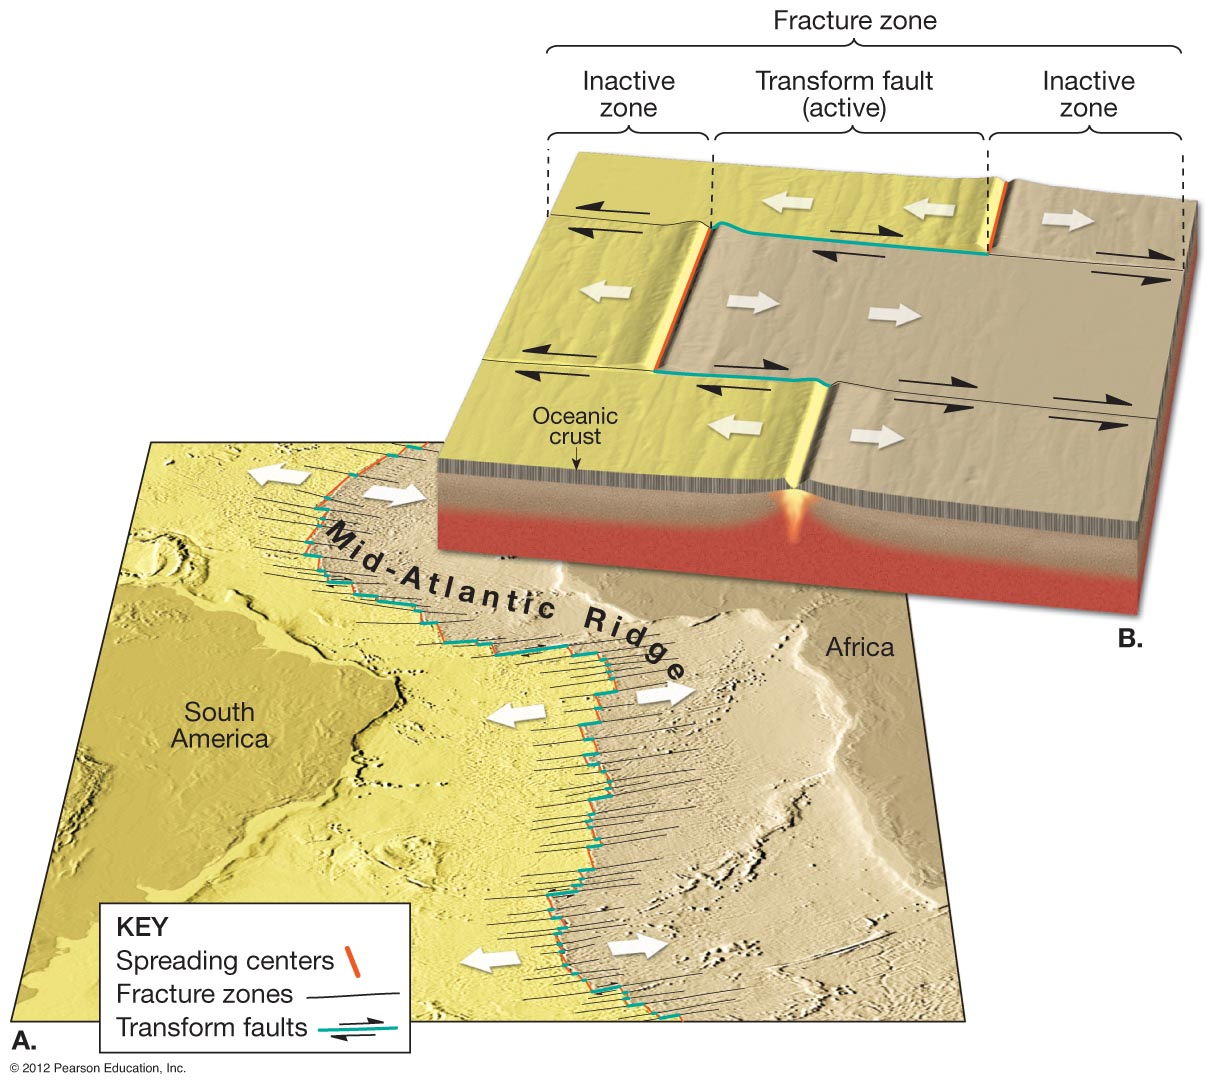 Fracture zone
Inactive
zone
Transform fault
(active)
Inactive
zone
Oceanic
crust
B.
Mid-Atlantic Ridge
Africa
South
America
KEY
Spreading centers
Fracture zones
Transform faults
A.
© 2012 Pearson Education, Inc.